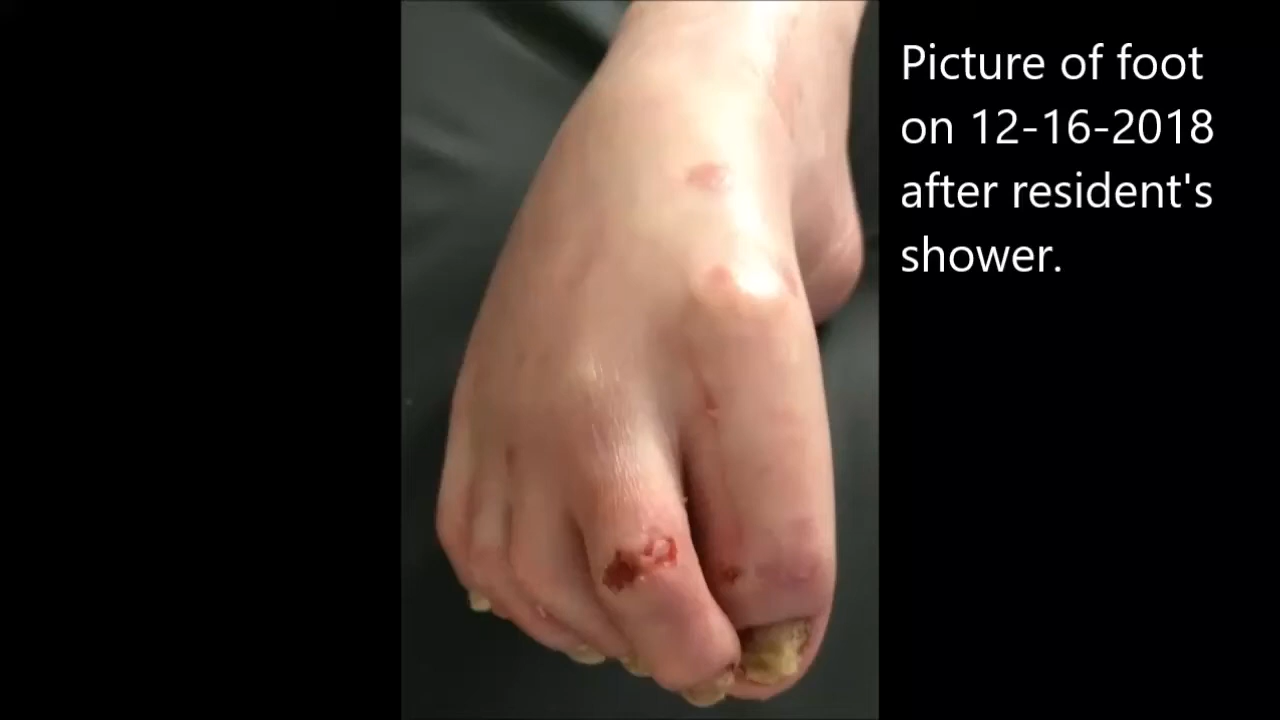 Picture of foot
on 12-16-2018
after resident's
shower.